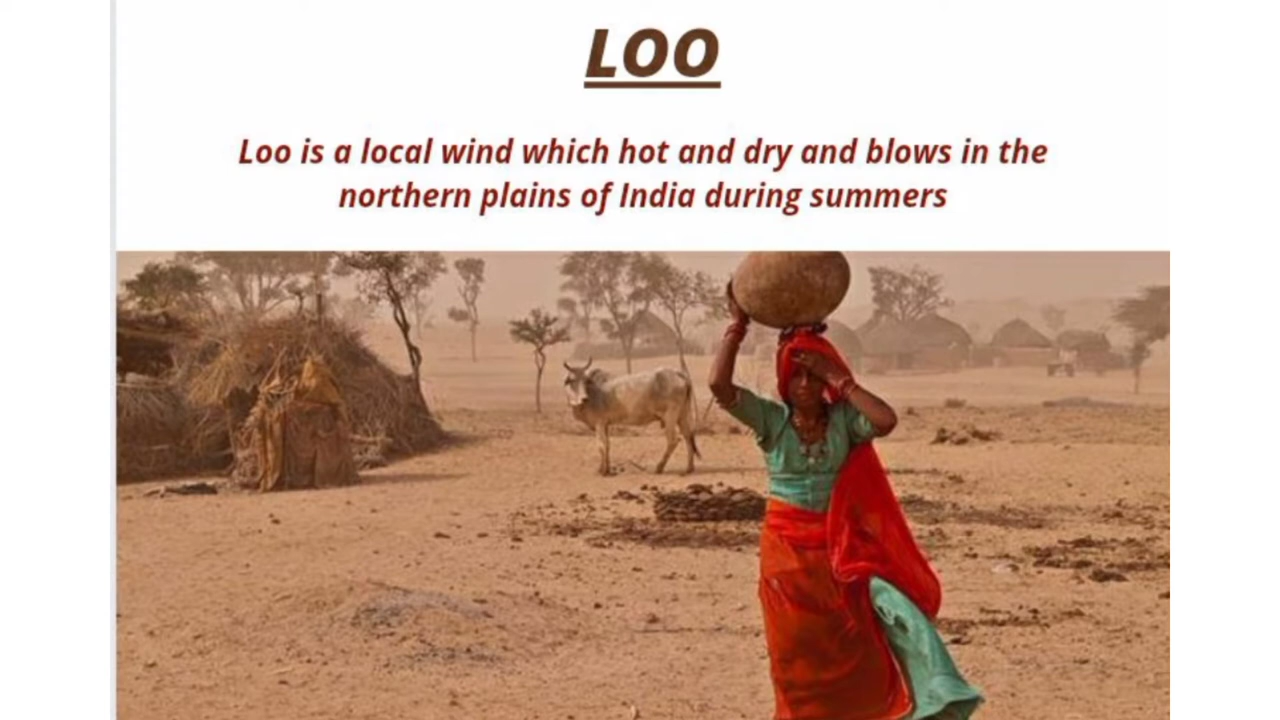 LOO
Loo is a local wind which hot and dry and blows in the
northern plains of India during summers